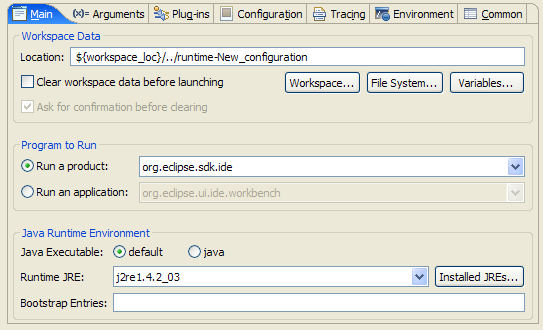 Main (x)= Arguments Plug-ins Configuration Tracing Environment Common
Workspace Data
Location: ${workspace_loc}/../runtime-New_configuration
Clear workspace data before launching Workspace... File System... Variables...
Ask for confirmation before clearing
Program to Run
Run a product: org.eclipse.sdk.ide
Run an application: org.eclipse.ui.ide.workbench
Java Runtime Environment
Java Executable: default java
Runtime JRE: j2re1.4.2_03 Installed JREs...
Bootstrap Entries: